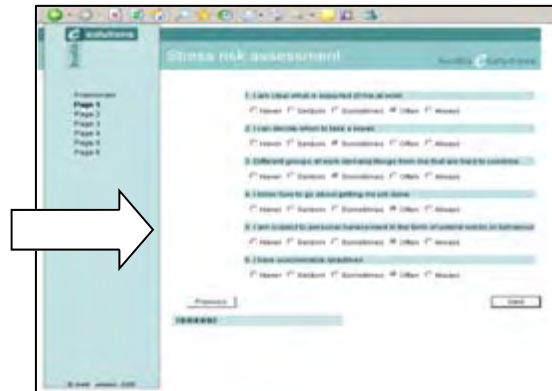 e solutions
health
Stress risk assessment
health e solutions
Page 1
Page 2
Page 3
Page 4
Page 5
Page 6
1. I am clear what is expected of me at work
Never Seldom Sometimes Often Always
2. I can decide when to take a break
Never Seldom Sometimes Often Always
3. Different groups at work demand things from me that are hard to combine
Never Seldom Sometimes Often Always
4. I know how to go about getting my job done
Never Seldom Sometimes Often Always
5. I am subject to personal harassment in the form of unkind words or behaviour
Never Seldom Sometimes Often Always
6. I have unachievable deadlines
Never Seldom Sometimes Often Always
Previous
Next